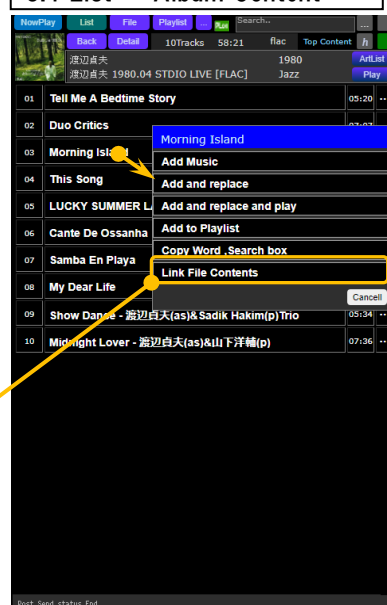 NowPlay List File Playlist ... Search.. ...
Back Detail 10Tracks 58:21 flac Top Content h
渡辺貞夫 1980 ArtList
渡辺貞夫 1980.04 STDIO LIVE [FLAC] Jazz Play
01 Tell Me A Bedtime Story 05:20
02 Duo Critics
03 Morning Island
04 This Song
05 LUCKY SUMMER
06 Cante De Ossanha
07 Samba En Playa
08 My Dear Life
Morning Island
Add Music
Add and replace
Add and replace and play
Add to Playlist
Copy Word ,Search box
Link File Contents
Cancell
09 Show Dance - 渡辺貞夫(as)&Sadik Hakim(p)Trio 05:34
10 Midnight Lover - 渡辺貞夫(as)&山下洋輔(p) 07:36